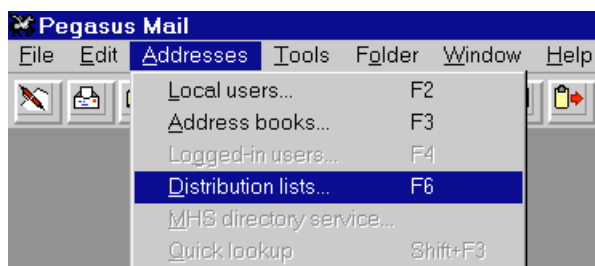 Pegasus Mail
File Edit Addresses Tools Folder Window Help
Local users... F2
Address books... F3
Logged-in users... F4
Distribution lists... F6
MHS directory service...
Quick lookup Shift+F3